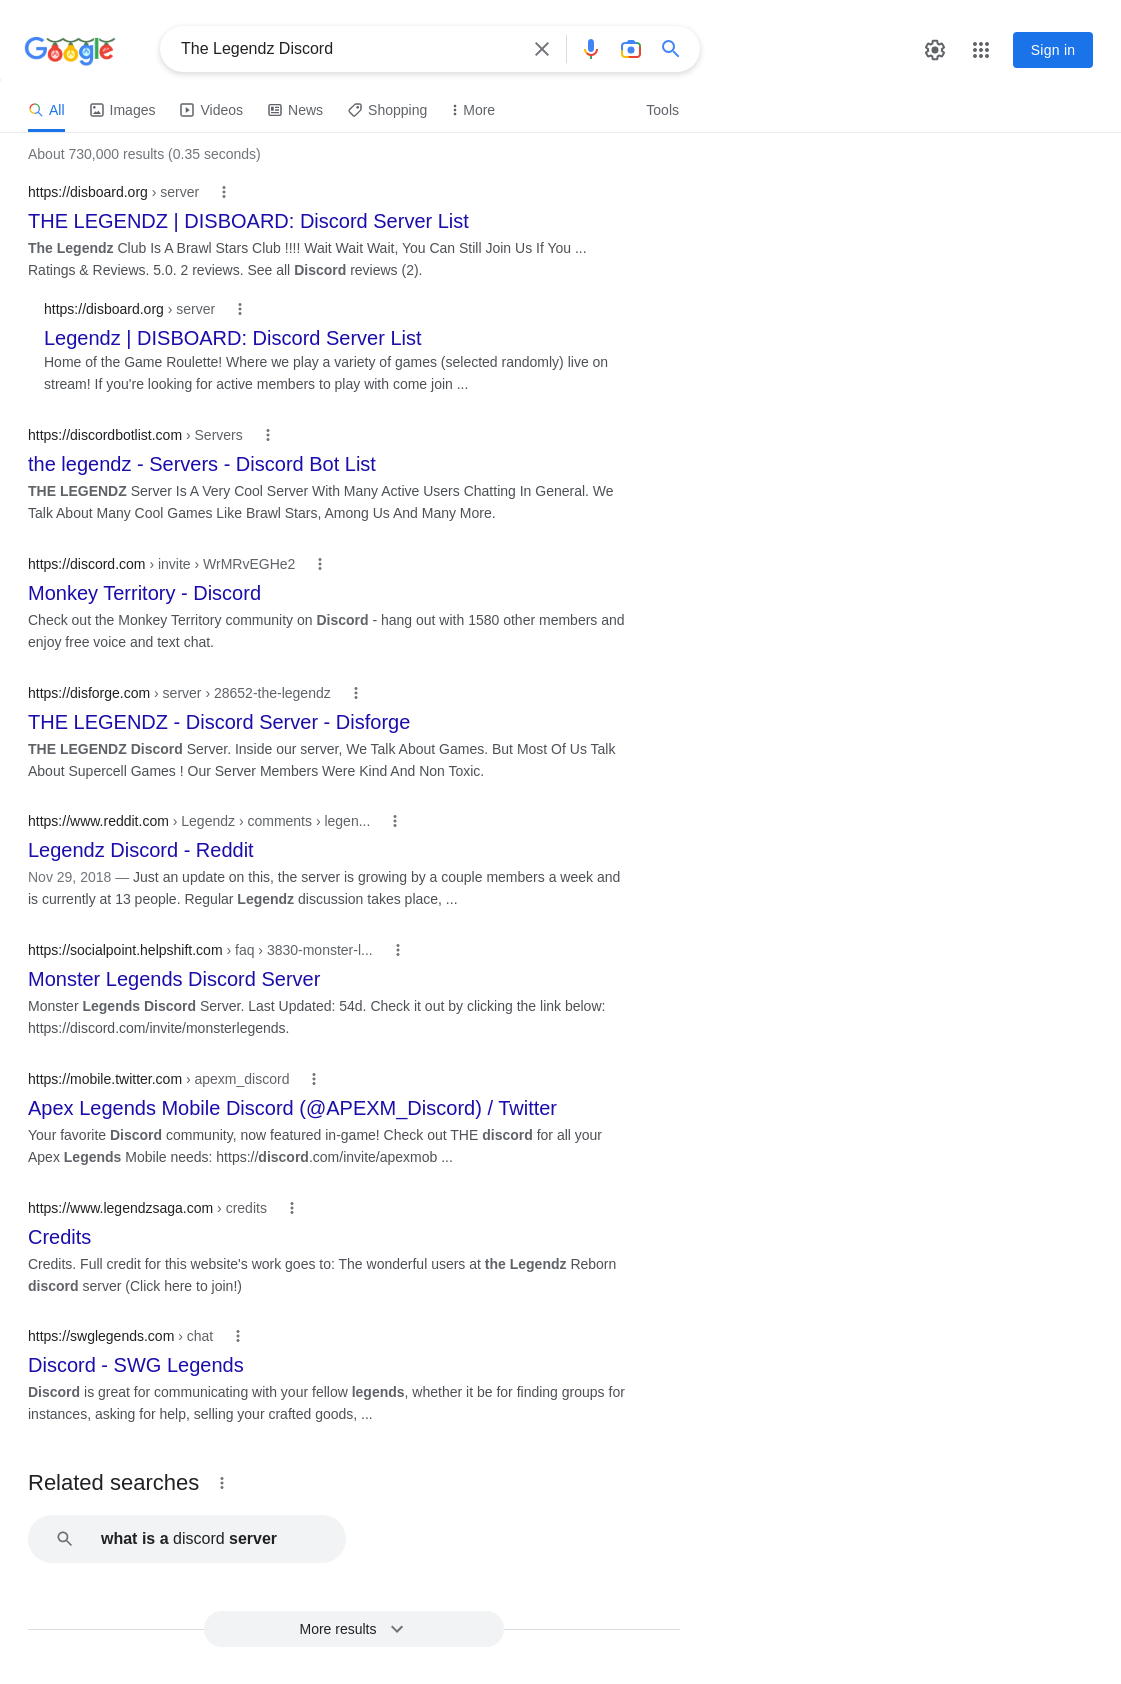 Google
The Legendz Discord
Sign in
All
Images
Videos
News
Shopping
More
Tools
About 730,000 results (0.35 seconds)
https://disboard.org › server
THE LEGENDZ | DISBOARD: Discord Server List
The Legendz Club Is A Brawl Stars Club !!!! Wait Wait Wait, You Can Still Join Us If You ...
Ratings & Reviews. 5.0. 2 reviews. See all Discord reviews (2).
https://disboard.org › server
Legendz | DISBOARD: Discord Server List
Home of the Game Roulette! Where we play a variety of games (selected randomly) live on
stream! If you're looking for active members to play with come join ...
https://discordbotlist.com › Servers
the legendz - Servers - Discord Bot List
THE LEGENDZ Server Is A Very Cool Server With Many Active Users Chatting In General. We
Talk About Many Cool Games Like Brawl Stars, Among Us And Many More.
https://discord.com › invite › WrMRvEGHe2
Monkey Territory - Discord
Check out the Monkey Territory community on Discord - hang out with 1580 other members and
enjoy free voice and text chat.
https://disforge.com › server › 28652-the-legendz
THE LEGENDZ - Discord Server - Disforge
THE LEGENDZ Discord Server. Inside our server, We Talk About Games. But Most Of Us Talk
About Supercell Games ! Our Server Members Were Kind And Non Toxic.
https://www.reddit.com › Legendz › comments › legen...
Legendz Discord - Reddit
Nov 29, 2018 — Just an update on this, the server is growing by a couple members a week and
is currently at 13 people. Regular Legendz discussion takes place, ...
https://socialpoint.helpshift.com › faq › 3830-monster-l...
Monster Legends Discord Server
Monster Legends Discord Server. Last Updated: 54d. Check it out by clicking the link below:
https://discord.com/invite/monsterlegends.
https://mobile.twitter.com › apexm_discord
Apex Legends Mobile Discord (@APEXM_Discord) / Twitter
Your favorite Discord community, now featured in-game! Check out THE discord for all your
Apex Legends Mobile needs: https://discord.com/invite/apexmob ...
https://www.legendzsaga.com › credits
Credits
Credits. Full credit for this website's work goes to: The wonderful users at the Legendz Reborn
discord server (Click here to join!)
https://swglegends.com › chat
Discord - SWG Legends
Discord is great for communicating with your fellow legends, whether it be for finding groups for
instances, asking for help, selling your crafted goods, ...
Related searches
what is a discord server
More results